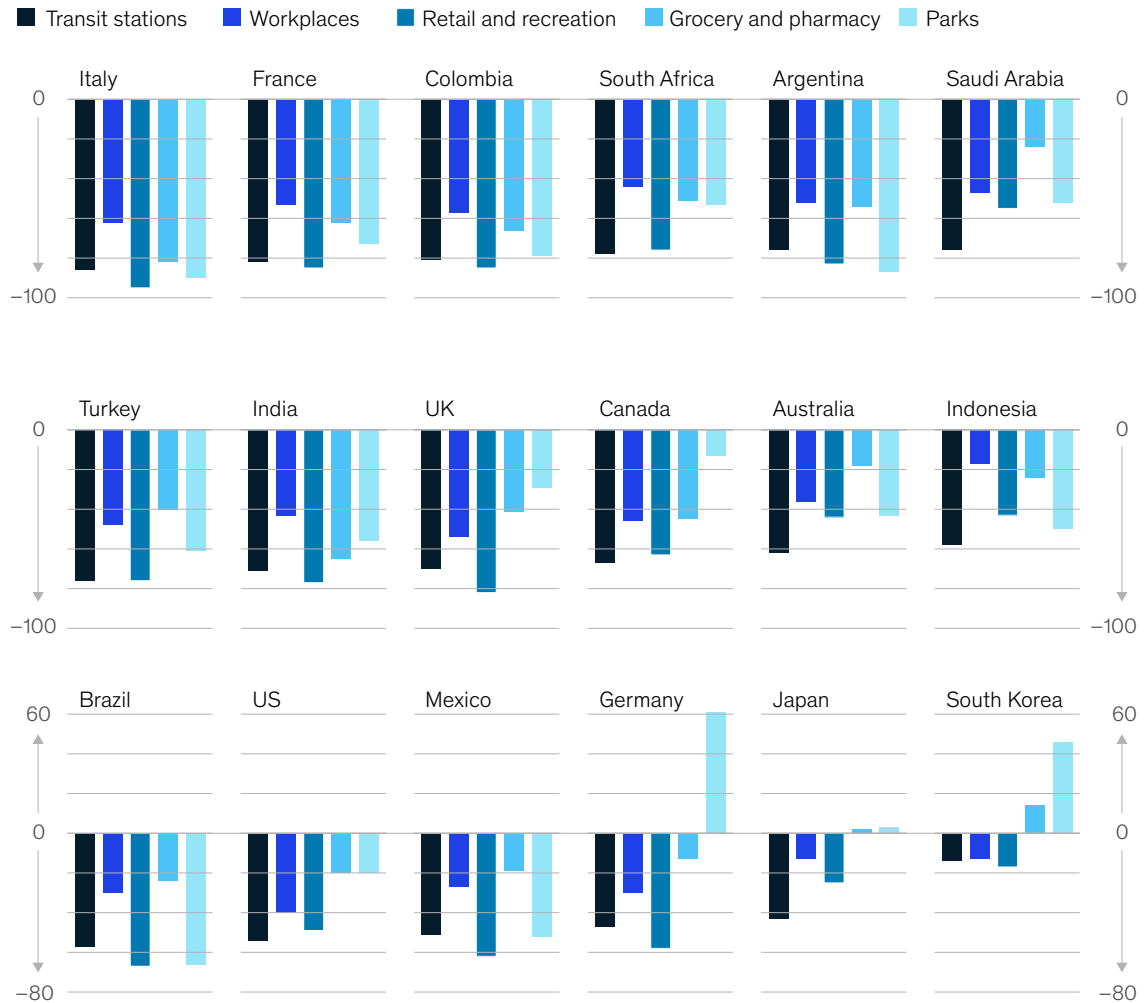 Transit stations Workplaces Retail and recreation Grocery and pharmacy Parks
Italy France Colombia South Africa Argentina Saudi Arabia
0 0
–100 –100
Turkey India UK Canada Australia Indonesia
0 0
–100 –100
Brazil US Mexico Germany Japan South Korea
60 60
0 0
–80 –80